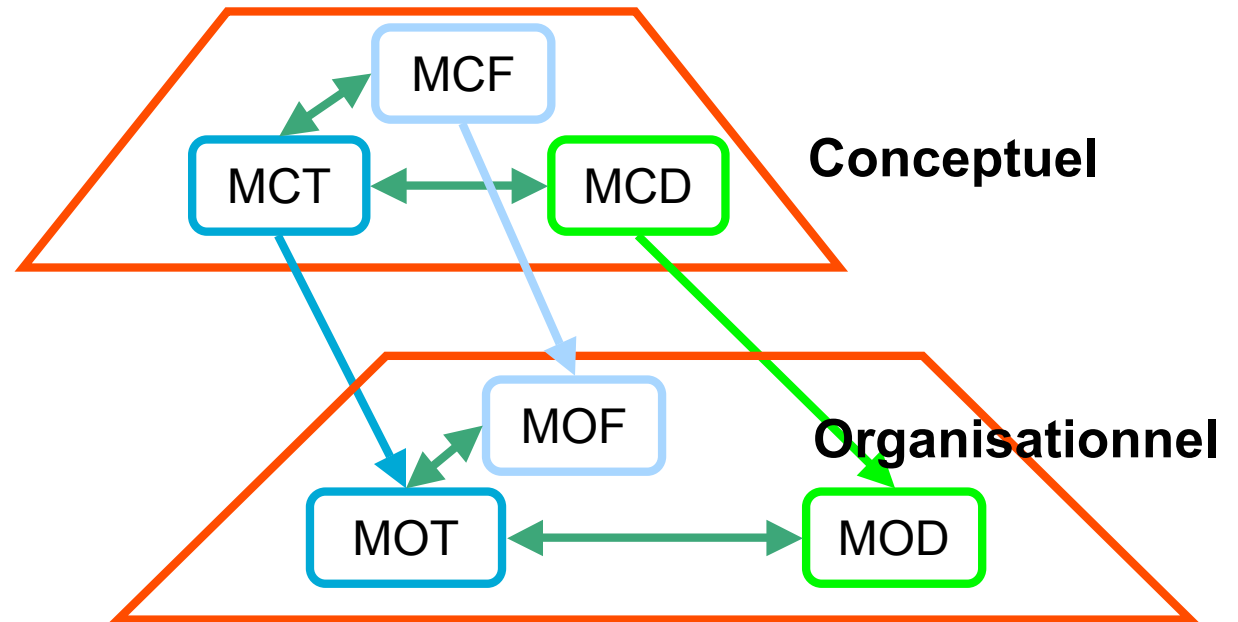 MCF
MCT
MCD
Conceptuel
MOF
Organisationnel
MOT
MOD